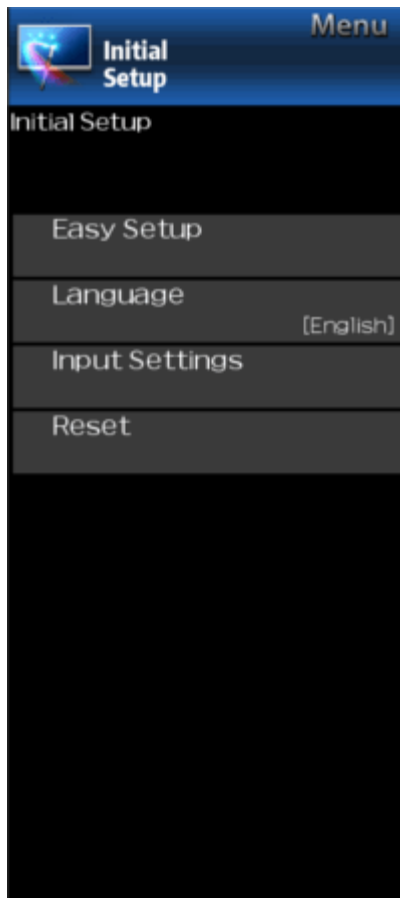 Menu
Initial
Setup
Initial Setup
Easy Setup
Language
[English]
Input Settings
Reset